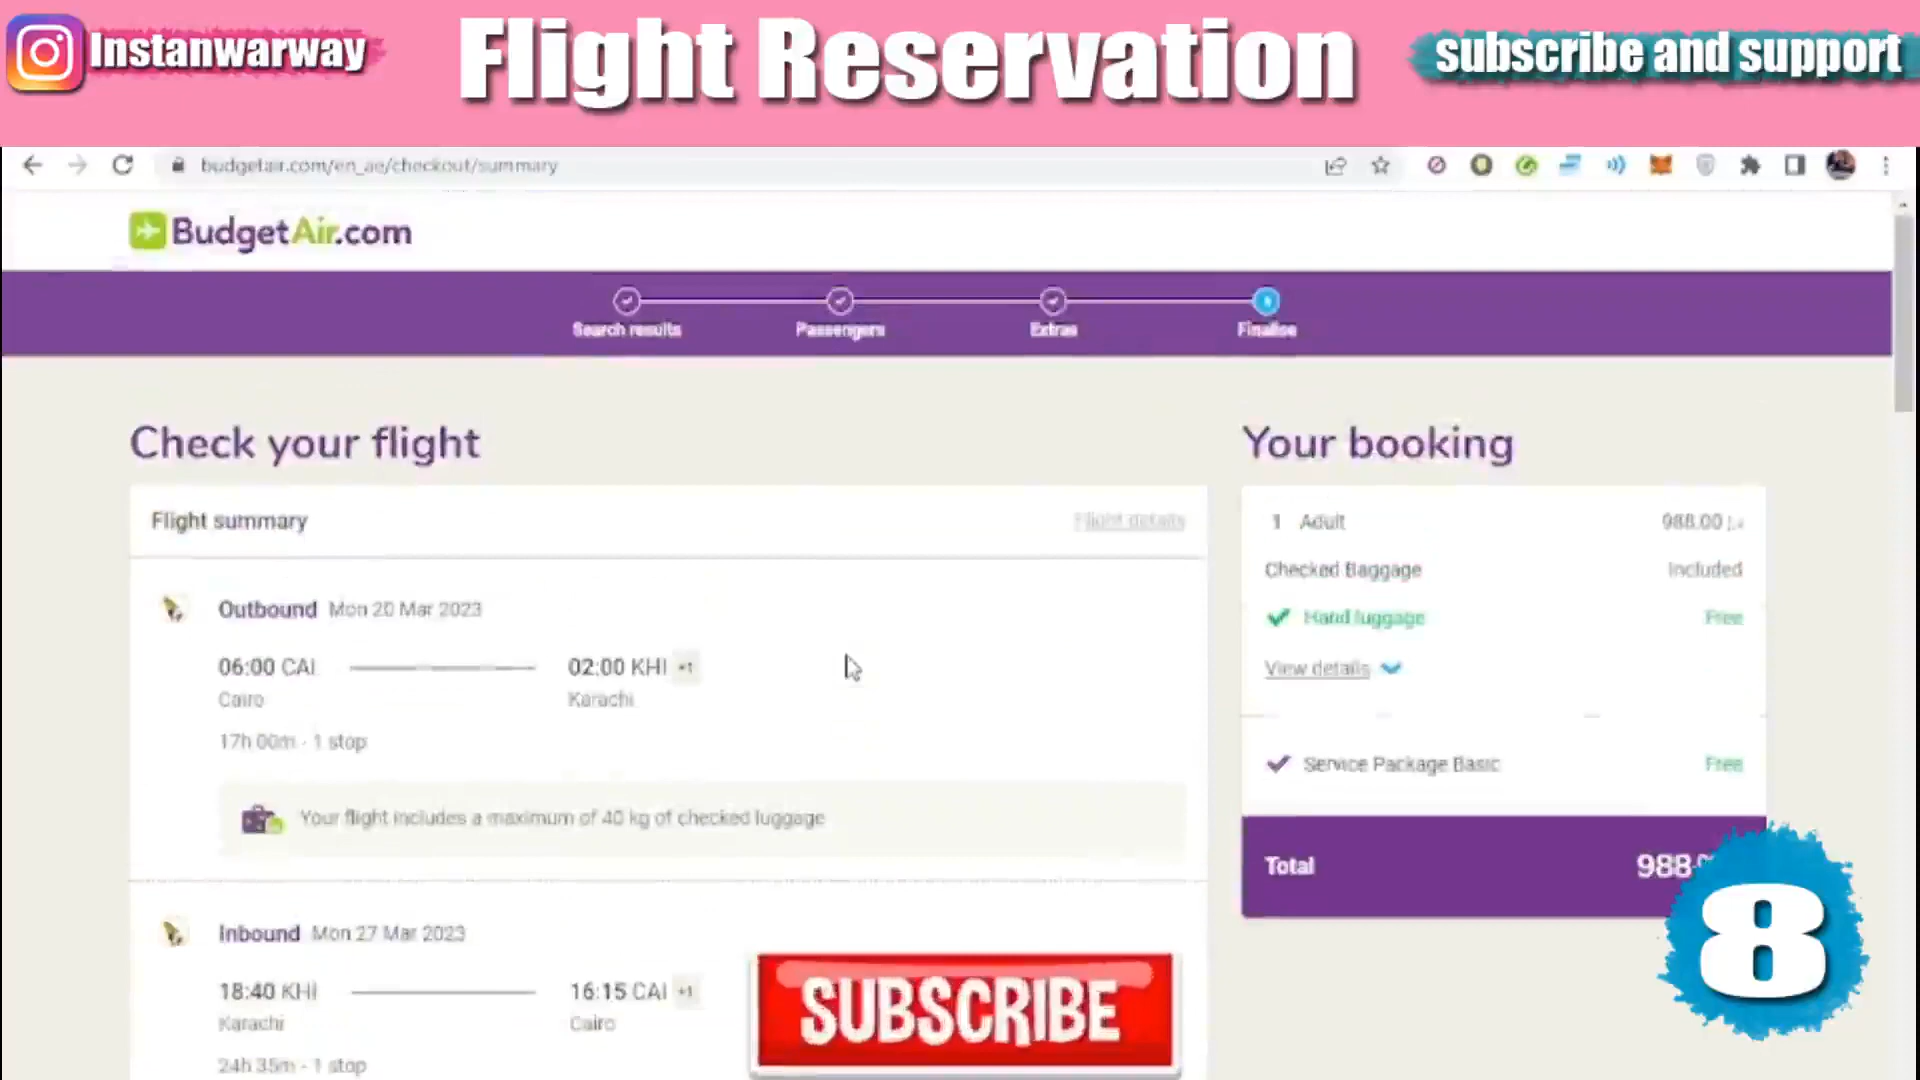 Instanwarway
Flight Reservation
subscribe and support
budgetair.com/en_ae/checkout/summary
BudgetAir.com
Search results
Passengers
Extras
Finalise
Check your flight
Flight summary
Flight details
Outbound Mon 20 Mar 2023
06:00 CAI
02:00 KHI +1
Cairo
Karachi
17h 00m - 1 stop
Your flight includes a maximum of 40 kg of checked luggage
Inbound Mon 27 Mar 2023
18:40 KHI
16:15 CAI +1
Karachi
Cairo
24h 35m - 1 stop
Your booking
1 Adult 988.00
Checked Baggage Included
Hand luggage Free
View details
Service Package Basic Free
Total 988.
8
SUBSCRIBE